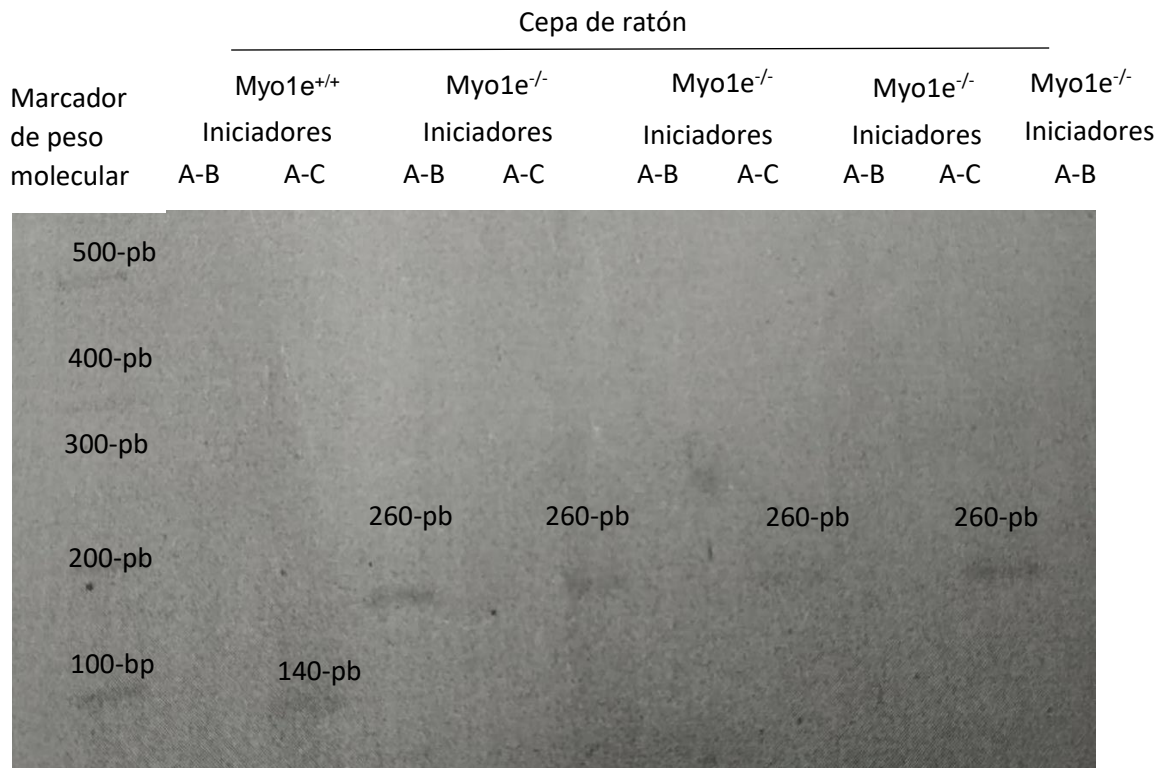 Cepa de ratón
Marcador
de peso
molecular
Myo1e+/+ Myo1e-/- Myo1e-/- Myo1e-/- Myo1e-/-
Iniciadores Iniciadores Iniciadores Iniciadores Iniciadores
A-B A-C A-B A-C A-B A-C A-B A-C A-B
500-pb
400-pb
300-pb
260-pb 260-pb 260-pb 260-pb
200-pb
100-bp 140-pb